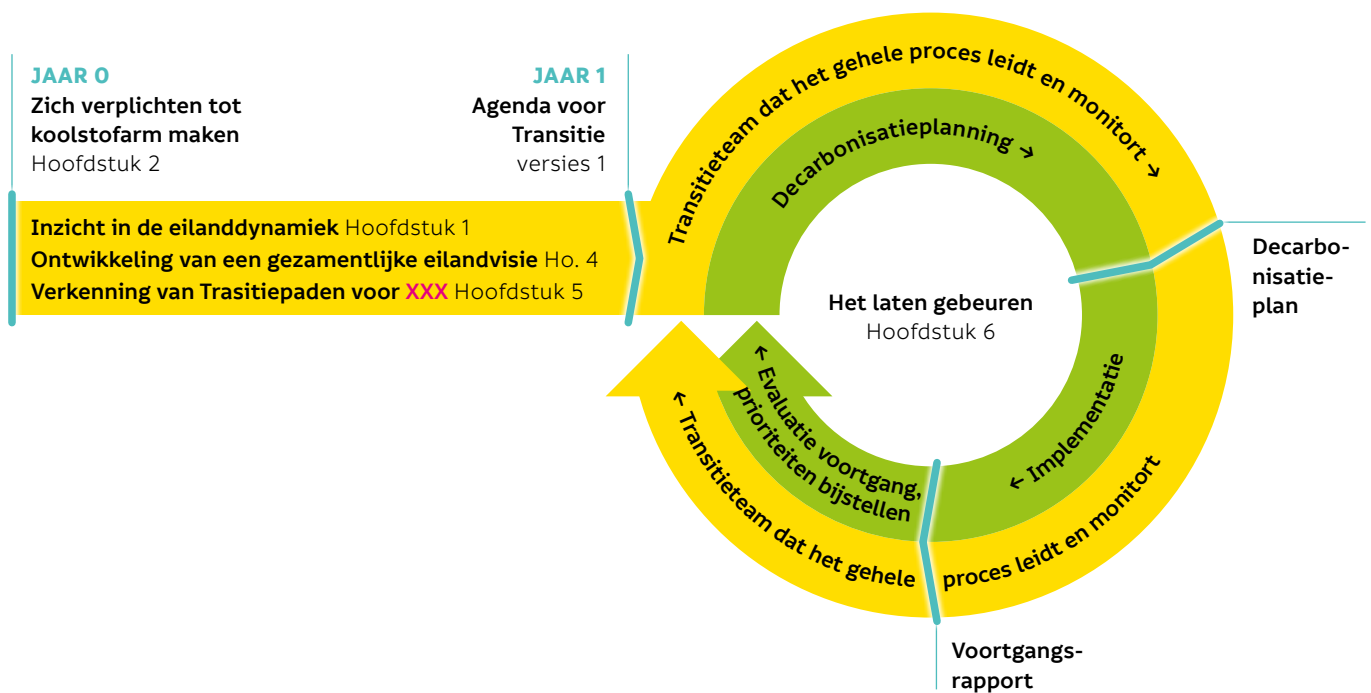 JAAR 0
Zich verplichten tot
koolstofarm maken
Hoofdstuk 2
JAAR 1
Agenda voor
Transitie
versies 1
Inzicht in de eilanddynamiek Hoofdstuk 1
Ontwikkeling van een gezamentlijke eilandvisie Ho. 4
Verkenning van Trasitiepaden voor XXX Hoofdstuk 5
Transitieteam dat het gehele proces leidt en monitort →
Decarbonisatieplanning →
Decarbo-
nisatie-
plan
Het laten gebeuren
Hoofdstuk 6
← Implementatie
← Evaluatie voortgang,
prioriteiten bijstellen
← Transitieteam dat het gehele proces leidt en monitort
Voortgangs-
rapport